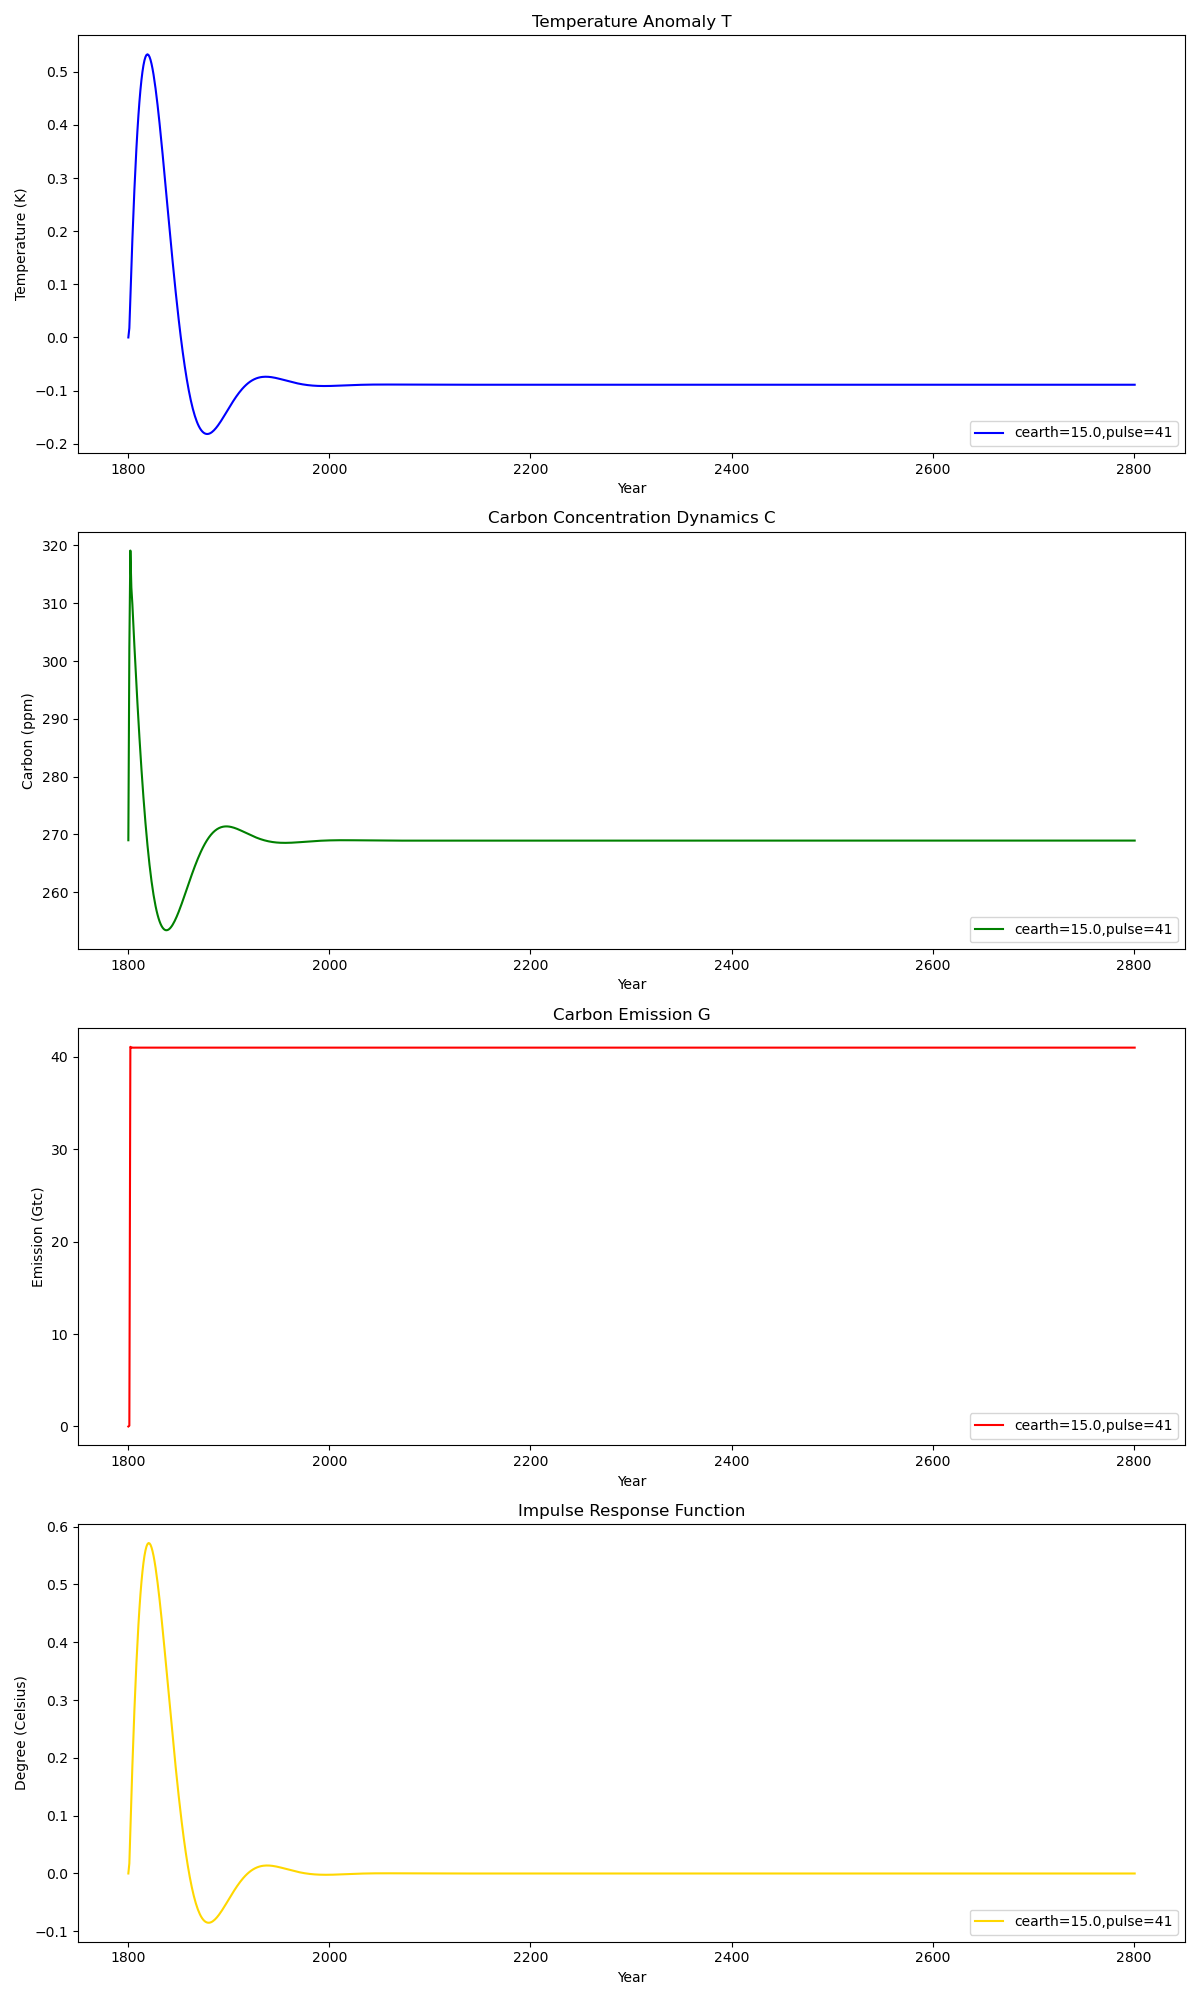 Temperature Anomaly T
Temperature (K)
0.5
0.4
0.3
0.2
0.1
0.0
−0.1
−0.2
cearth=15.0,pulse=41
1800 2000 2200 2400 2600 2800
Year
Carbon Concentration Dynamics C
Carbon (ppm)
320
310
300
290
280
270
260
cearth=15.0,pulse=41
1800 2000 2200 2400 2600 2800
Year
Carbon Emission G
Emission (Gtc)
40
30
20
10
0
cearth=15.0,pulse=41
1800 2000 2200 2400 2600 2800
Year
Impulse Response Function
Degree (Celsius)
0.6
0.5
0.4
0.3
0.2
0.1
0.0
−0.1
cearth=15.0,pulse=41
1800 2000 2200 2400 2600 2800
Year